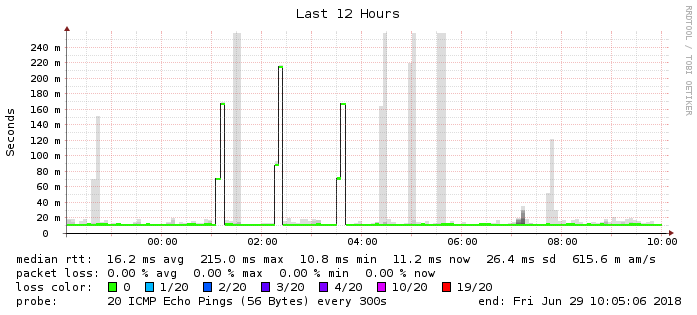 Last 12 Hours
RRDTOOL / TOBI OETIKER
Seconds
240 m
220 m
200 m
180 m
160 m
140 m
120 m
100 m
80 m
60 m
40 m
20 m
0
00:00 02:00 04:00 06:00 08:00 10:00
median rtt: 16.2 ms avg 215.0 ms max 10.8 ms min 11.2 ms now 26.4 ms sd 615.6 m am/s
packet loss: 0.00 % avg 0.00 % max 0.00 % min 0.00 % now
loss color: 0 1/20 2/20 3/20 4/20 10/20 19/20
probe: 20 ICMP Echo Pings (56 Bytes) every 300s end: Fri Jun 29 10:05:06 2018